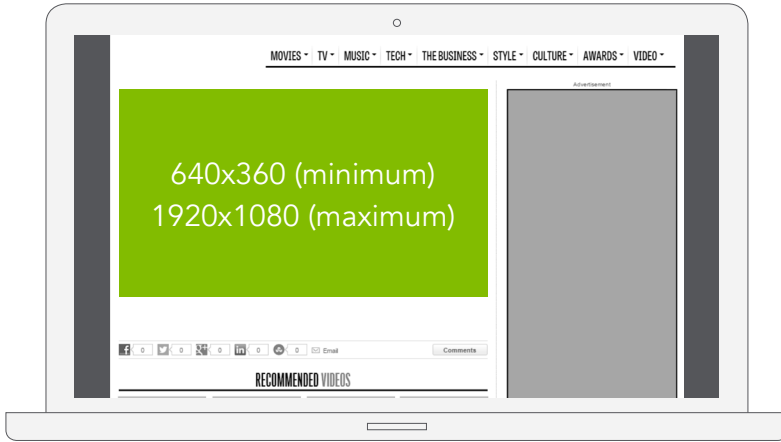 MOVIES TV MUSIC TECH THE BUSINESS STYLE CULTURE AWARDS VIDEO
Advertisement
640x360 (minimum)
1920x1080 (maximum)
f 0 0 g+ 0 in 0 0 Email Comments
RECOMMENDED VIDEOS